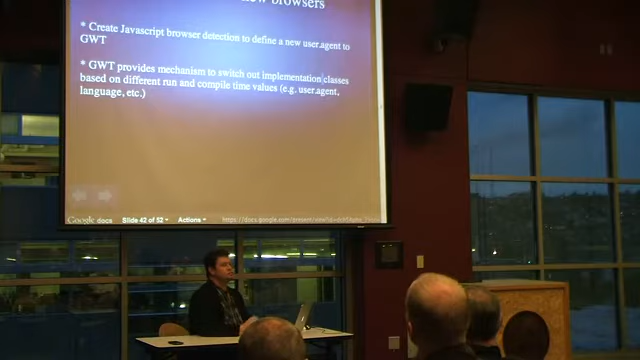 new browsers
* Create Javascript browser detection to define a new user.agent to
GWT
* GWT provides mechanism to switch out implementation classes
based on different run and compile time values (e.g. user.agent,
language, etc.)
Google docs Slide 42 of 52 Actions